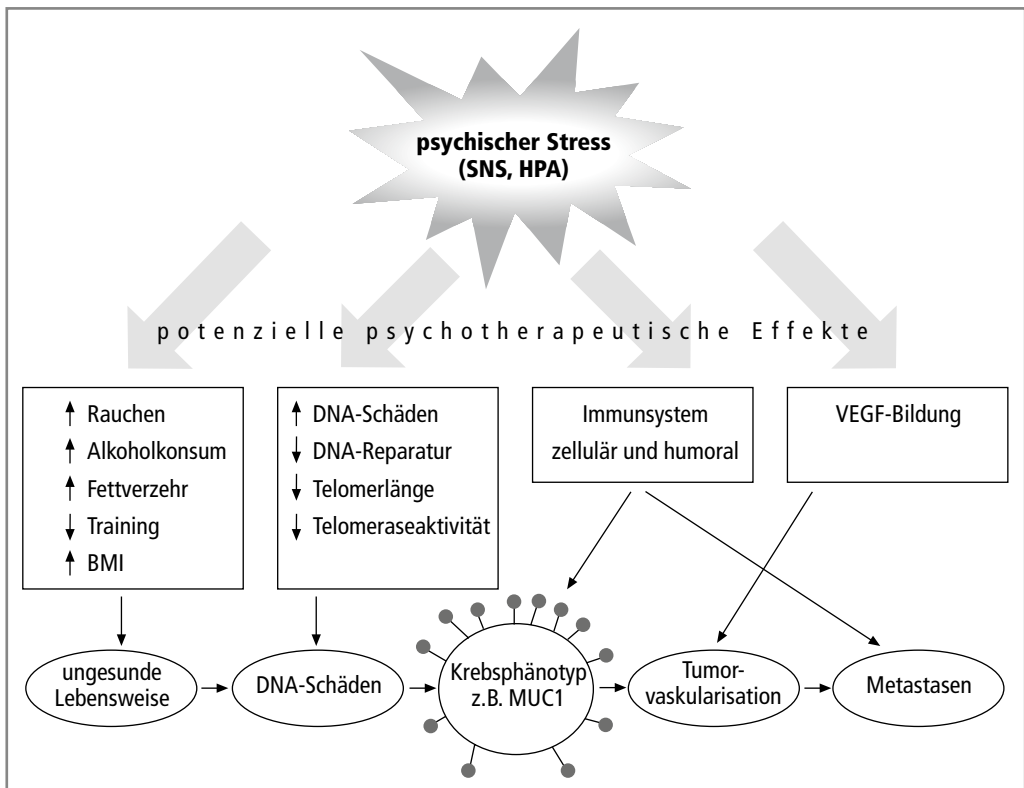 psychischer Stress
(SNS, HPA)
potenzielle psychotherapeutische Effekte
↑ Rauchen
↑ Alkoholkonsum
↑ Fettverzehr
↓ Training
↑ BMI
↑ DNA-Schäden
↓ DNA-Reparatur
↓ Telomerlänge
↓ Telomeraseaktivität
Immunsystem
zellulär und humoral
VEGF-Bildung
ungesunde
Lebensweise
DNA-Schäden
Krebsphänotyp
z.B. MUC1
Tumor-
vaskularisation
Metastasen